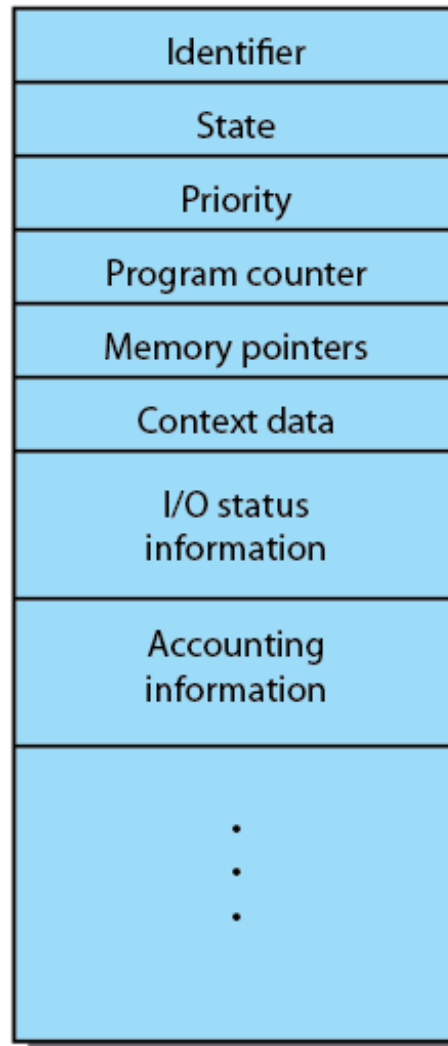 Identifier
State
Priority
Program counter
Memory pointers
Context data
I/O status
information
Accounting
information